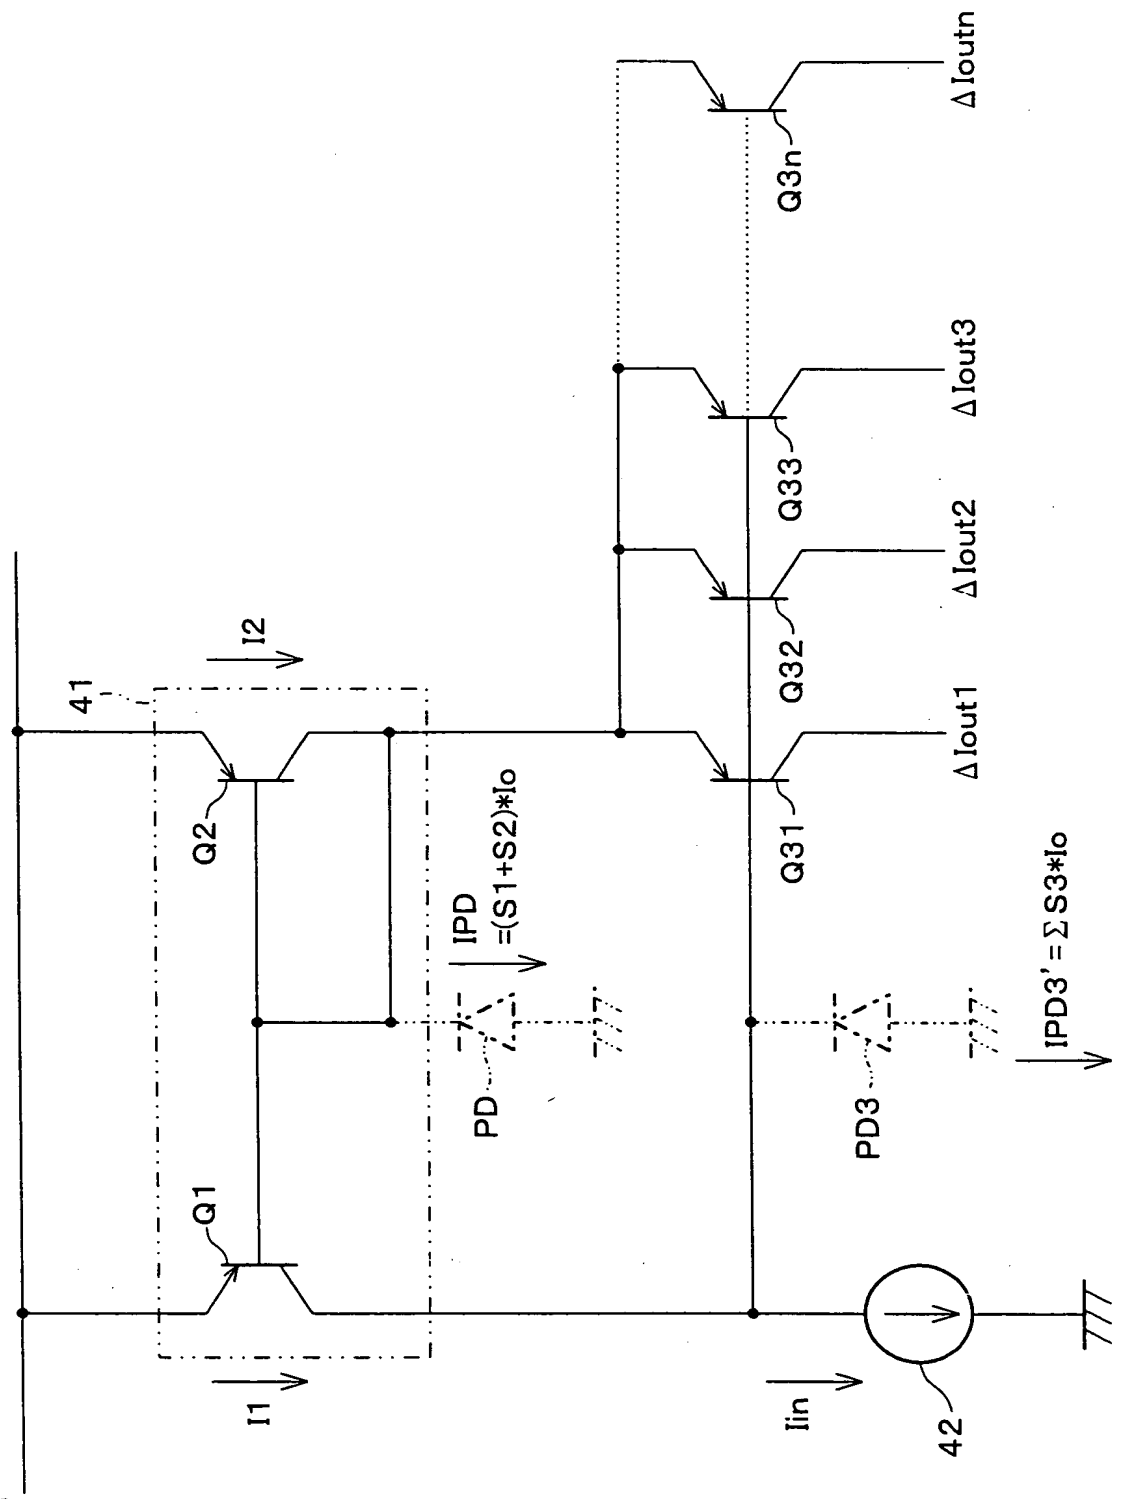 41
I1
I2
Q1
Q2
PD
IPD
=(S1+S2)*Io
Iin
42
PD3
IPD3'=ΣS3*Io
Q31
Q32
Q33
Q3n
ΔIout1
ΔIout2
ΔIout3
ΔIoutn